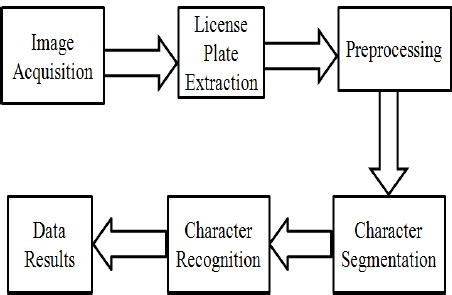 Image
Acquisition
License
Plate
Extraction
Preprocessing
Character
Segmentation
Character
Recognition
Data
Results